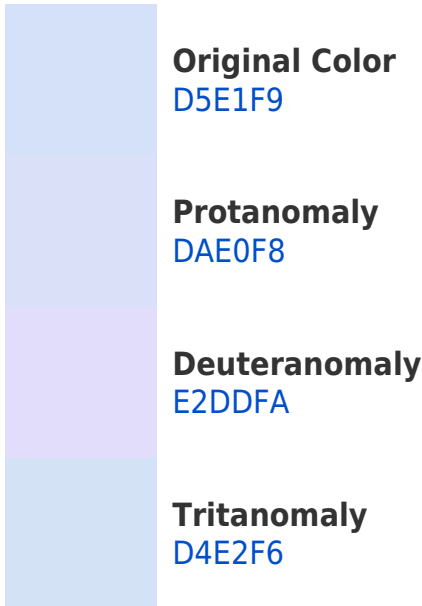 Original Color
D5E1F9
Protanomaly
DAE0F8
Deuteranomaly
E2DDFA
Tritanomaly
D4E2F6